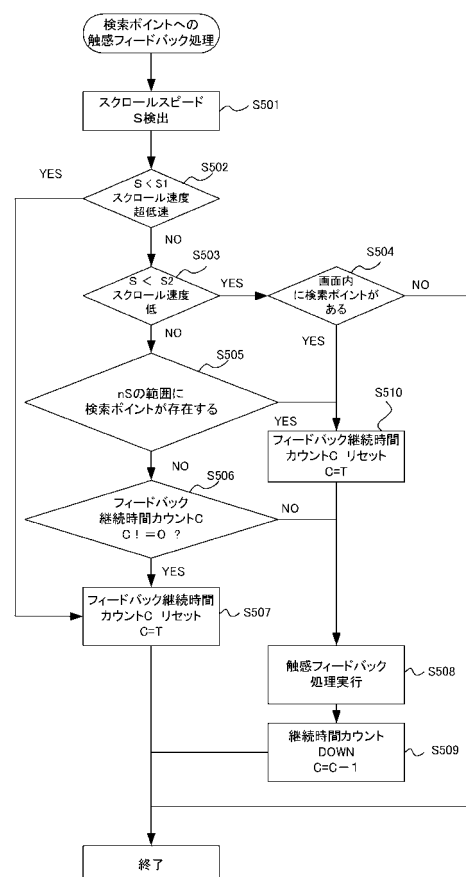 検索ポイントへの
触感フィードバック処理
スクロールスピード
S検出
S501
YES
S<S1
スクロール速度
超低速
S502
NO
S < S2
スクロール速度
低
S503
YES
画面内
に検索ポイントが
ある
S504
NO
NO
YES
nSの範囲に
検索ポイントが存在する
S505
YES
S510
フィードバック継続時間
カウントC リセット
C=T
NO
フィードバック
継続時間カウントC
C!=0 ?
S506
NO
YES
フィードバック継続時間
カウントC リセット
C=T
S507
触感フィードバック
処理実行
S508
継続時間カウント
DOWN
C=C-1
S509
終了